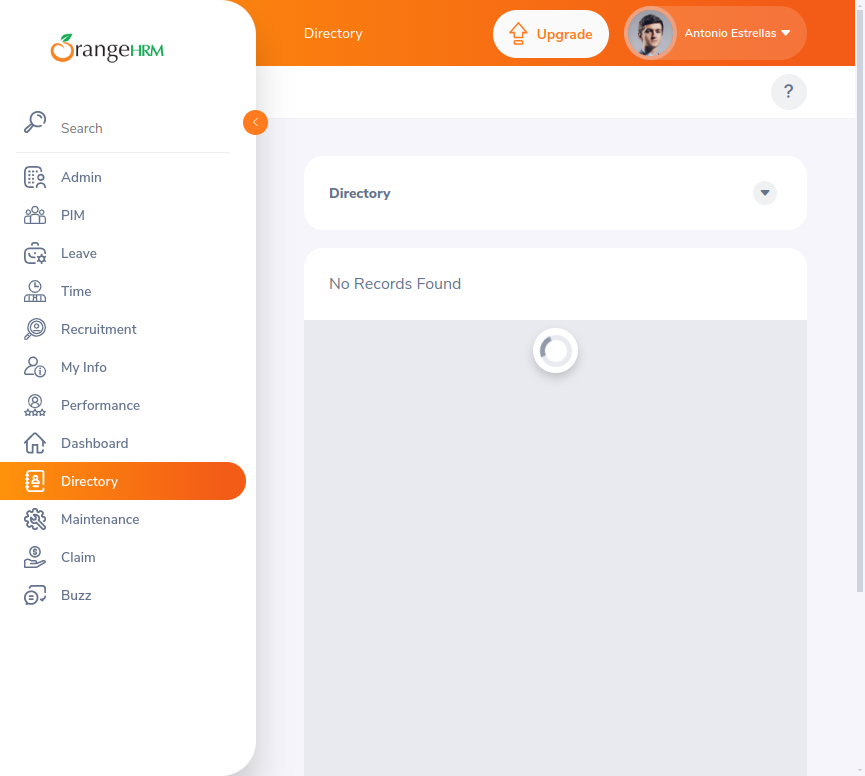 OrangeHRM
Directory
Upgrade
Antonio Estrellas
?
Search
Admin
PIM
Leave
Time
Recruitment
My Info
Performance
Dashboard
Directory
Maintenance
Claim
Buzz
Directory
No Records Found